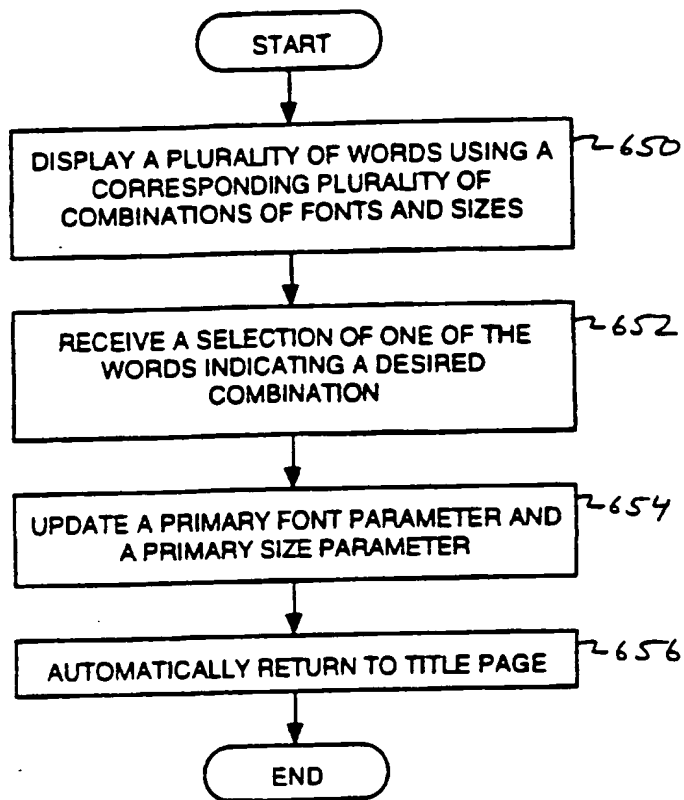 START
DISPLAY A PLURALITY OF WORDS USING A
CORRESPONDING PLURALITY OF
COMBINATIONS OF FONTS AND SIZES
650
RECEIVE A SELECTION OF ONE OF THE
WORDS INDICATING A DESIRED
COMBINATION
652
UPDATE A PRIMARY FONT PARAMETER AND
A PRIMARY SIZE PARAMETER
654
AUTOMATICALLY RETURN TO TITLE PAGE
656
END